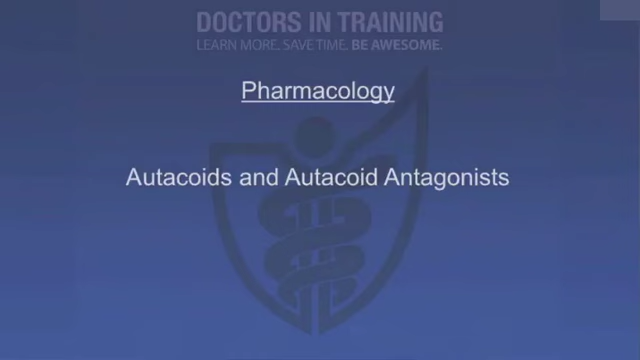 DOCTORS IN TRAINING
LEARN MORE. SAVE TIME. BE AWESOME.
Pharmacology
Autacoids and Autacoid Antagonists